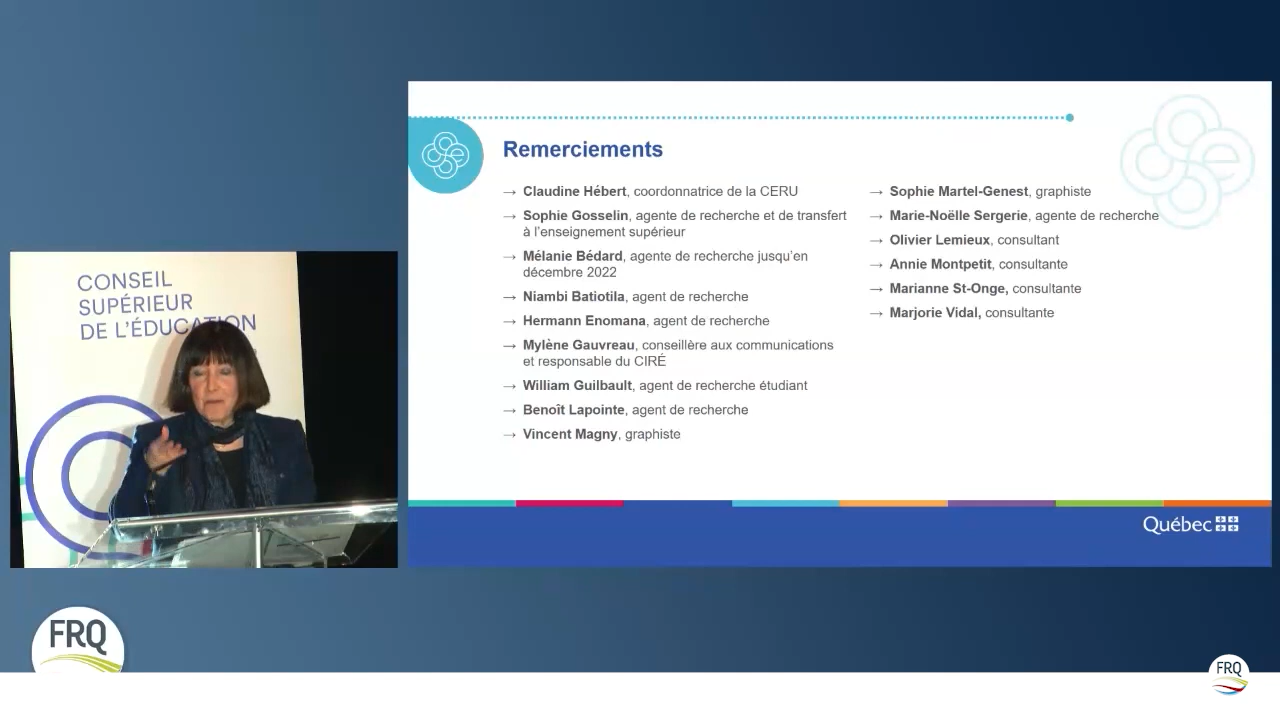 CONSEIL
SUPÉRIEUR
DE L'ÉDUCATION
FRQ
Remerciements
→ Claudine Hébert, coordonnatrice de la CERU
→ Sophie Gosselin, agente de recherche et de transfert
à l'enseignement supérieur
→ Mélanie Bédard, agente de recherche jusqu'en
décembre 2022
→ Niambi Batiotila, agent de recherche
→ Hermann Enomana, agent de recherche
→ Mylène Gauvreau, conseillère aux communications
et responsable du CIRÉ
→ William Guilbault, agent de recherche étudiant
→ Benoît Lapointe, agent de recherche
→ Vincent Magny, graphiste
→ Sophie Martel-Genest, graphiste
→ Marie-Noëlle Sergerie, agente de recherche
→ Olivier Lemieux, consultant
→ Annie Montpetit, consultante
→ Marianne St-Onge, consultante
→ Marjorie Vidal, consultante
Québec
FRQ